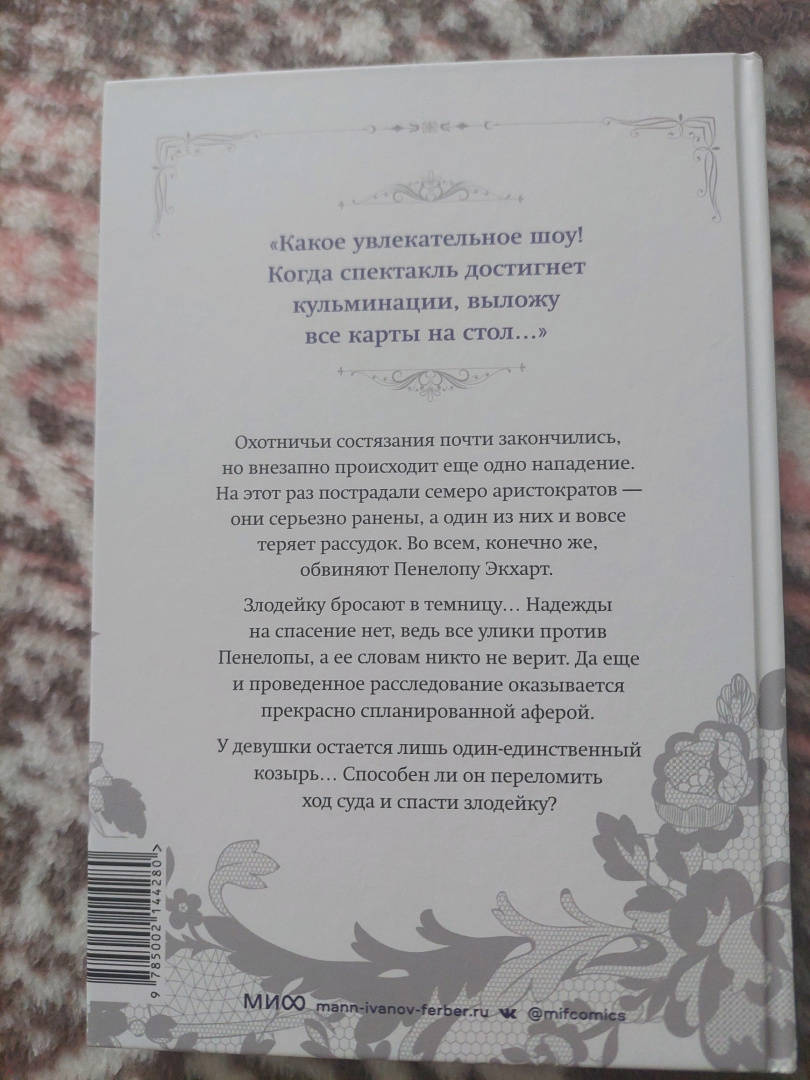 «Какое увлекательное шоу!
Когда спектакль достигнет
кульминации, выложу
все карты на стол...»
Охотничьи состязания почти закончились,
но внезапно происходит еще одно нападение.
На этот раз пострадали семеро аристократов —
они серьезно ранены, а один из них и вовсе
теряет рассудок. Во всем, конечно же,
обвиняют Пенелопу Экхарт.
Злодейку бросают в темницу... Надежды
на спасение нет, ведь все улики против
Пенелопы, а ее словам никто не верит. Да еще
и проведенное расследование оказывается
прекрасно спланированной аферой.
У девушки остается лишь один-единственный
козырь... Способен ли он переломить
ход суда и спасти злодейку?
9 785002 144280 >
МИФ mann-ivanov-ferber.ru @mifcomics